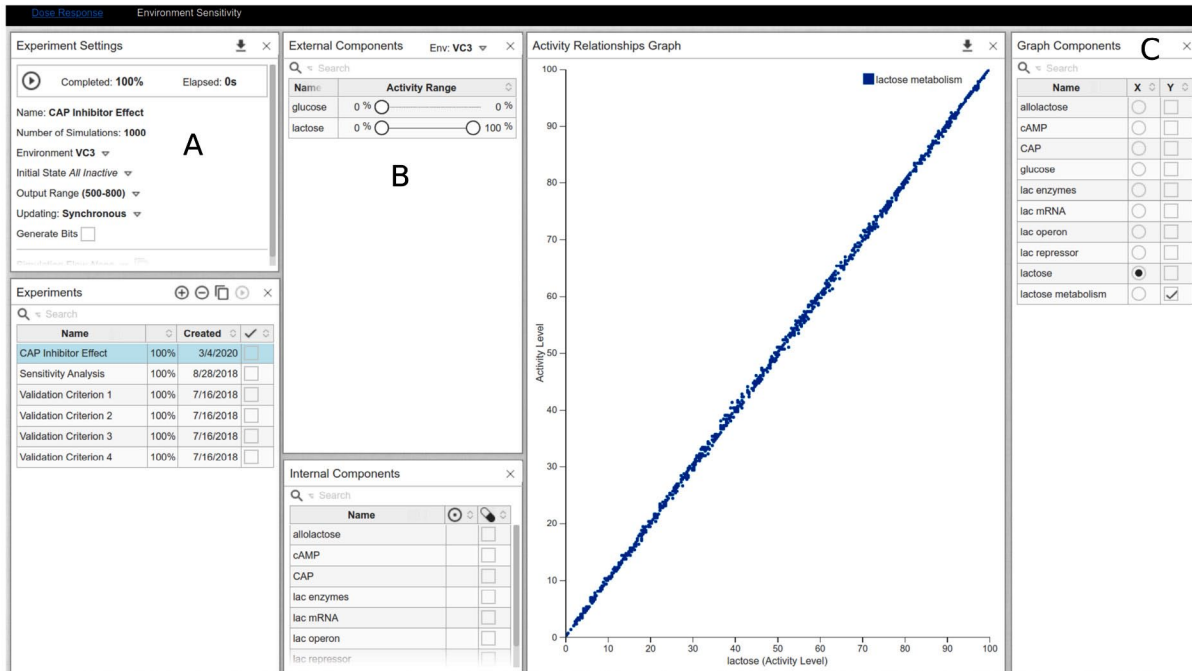 Dose Response Environment Sensitivity
Experiment Settings
Completed: 100% Elapsed: 0s
Name: CAP Inhibitor Effect
Number of Simulations: 1000
Environment VC3
Initial State All Inactive
Output Range (500-800)
Updating: Synchronous
Generate Bits
A
Experiments
Search
Name Created
CAP Inhibitor Effect 100% 3/4/2020
Sensitivity Analysis 100% 8/28/2018
Validation Criterion 1 100% 7/16/2018
Validation Criterion 2 100% 7/16/2018
Validation Criterion 3 100% 7/16/2018
Validation Criterion 4 100% 7/16/2018
External Components Env: VC3
Search
Name Activity Range
glucose 0 % 0 %
lactose 0 % 100 %
B
Internal Components
Search
Name
allolactose
cAMP
CAP
lac enzymes
lac mRNA
lac operon
lac repressor
Activity Relationships Graph
lactose metabolism
100
90
80
70
60
50
40
30
20
10
0
Activity Level
0 10 20 30 40 50 60 70 80 90 100
lactose (Activity Level)
Graph Components C
Search
Name X Y
allolactose
cAMP
CAP
glucose
lac enzymes
lac mRNA
lac operon
lac repressor
lactose
lactose metabolism